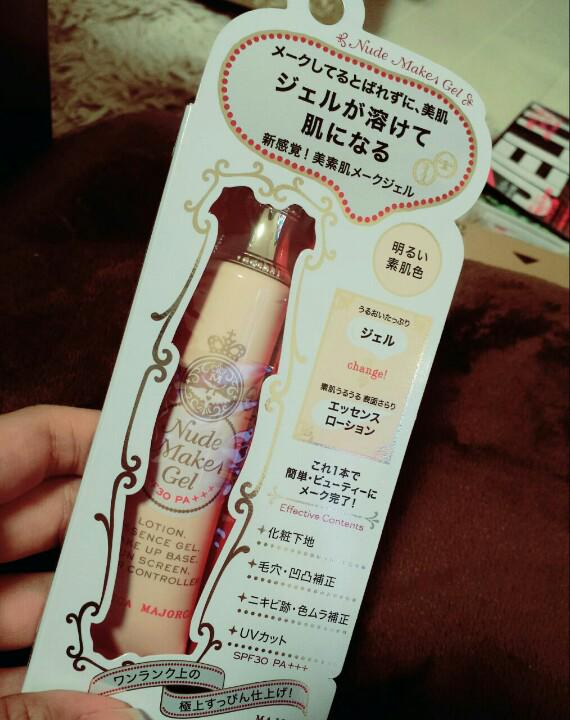 Nude Make Gel
メークしてるとばれずに、美肌
ジェルが溶けて
肌になる
新感覚！美素肌メークジェル
明るい
素肌色
うるおいたっぷり
ジェル
change!
素肌うるうる 表面さらり
エッセンス
ローション
これ1本で
簡単・ビューティーに
メーク完了！
Effective Contents
化粧下地
毛穴・凹凸補正
ニキビ跡・色ムラ補正
UVカット
SPF30 PA+++
Nude
Make
Gel
30 PA+++
LOTION.
SENCE GEL.
E UP BASE.
N SCREEN.
CONTROLLER
CA MAJORC
ワンランク上の
極上すっぴん仕上げ！